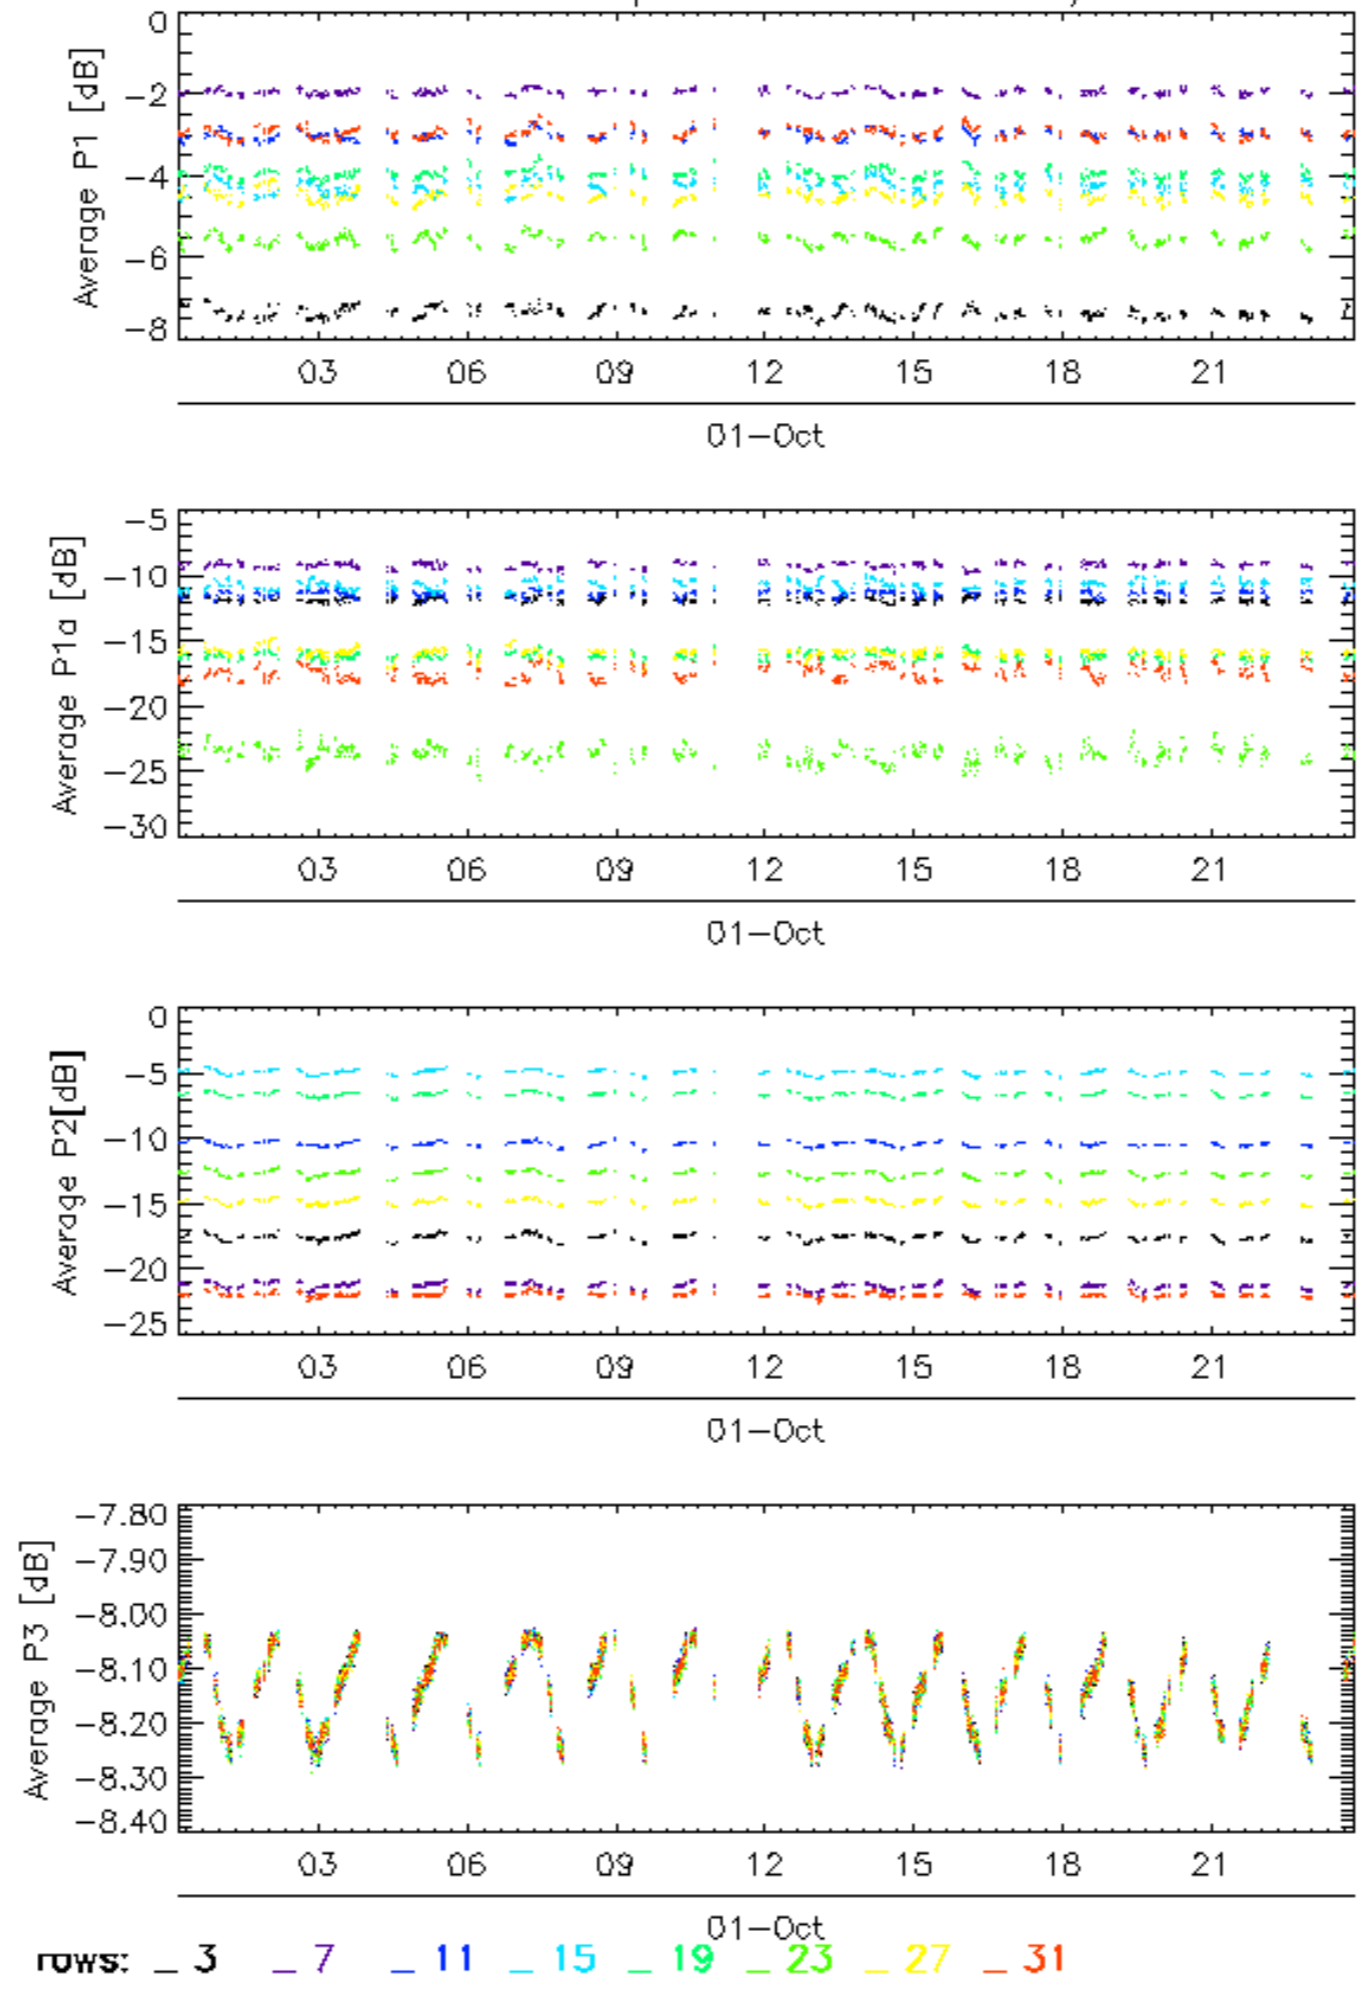 Average P1 [dB]
0
−2
−4
−6
−8
03 06 09 12 15 18 21
01−Oct
Average P1a [dB]
−5
−10
−15
−20
−25
−30
03 06 09 12 15 18 21
01−Oct
Average P2[dB]
0
−5
−10
−15
−20
−25
03 06 09 12 15 18 21
01−Oct
Average P3 [dB]
−7.80
−7.90
−8.00
−8.10
−8.20
−8.30
−8.40
03 06 09 12 15 18 21
01−Oct
rows: _ 3 _ 7 _ 11 _ 15 _ 19 _ 23 _ 27 _ 31